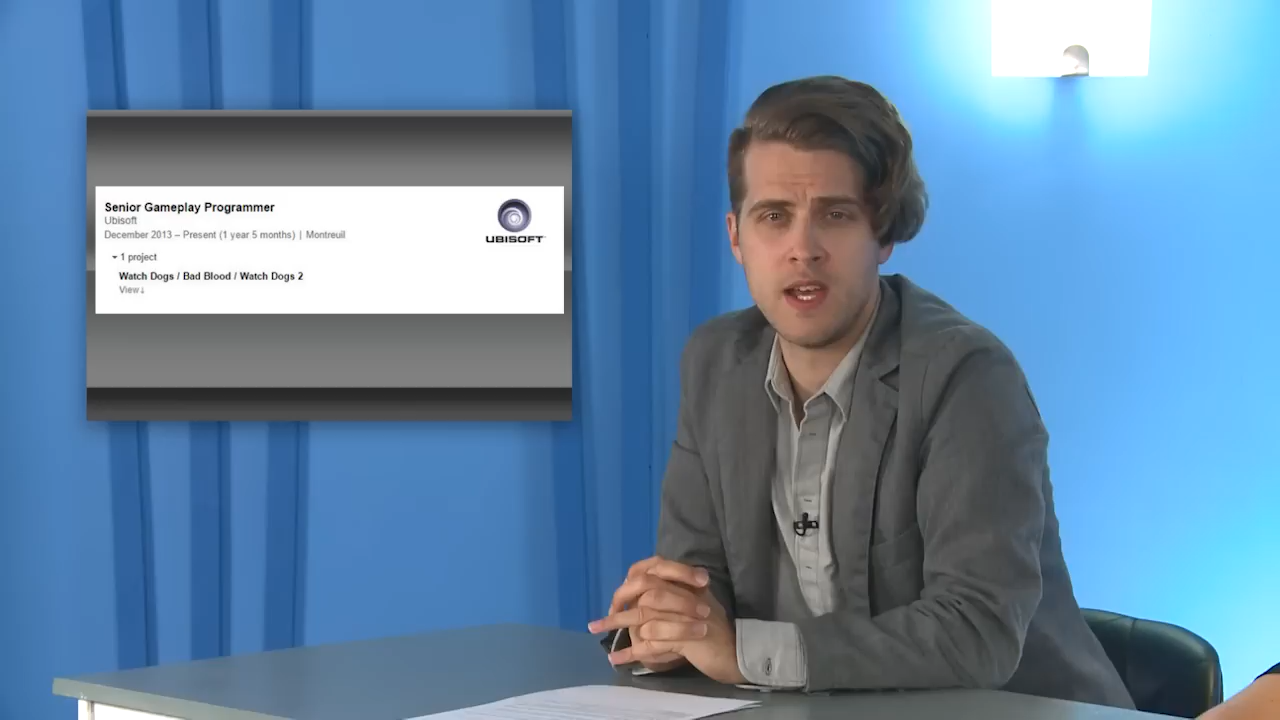 Senior Gameplay Programmer
Ubisoft
December 2013 – Present (1 year 5 months) | Montreuil
1 project
Watch Dogs / Bad Blood / Watch Dogs 2
View↓
UBISOFT